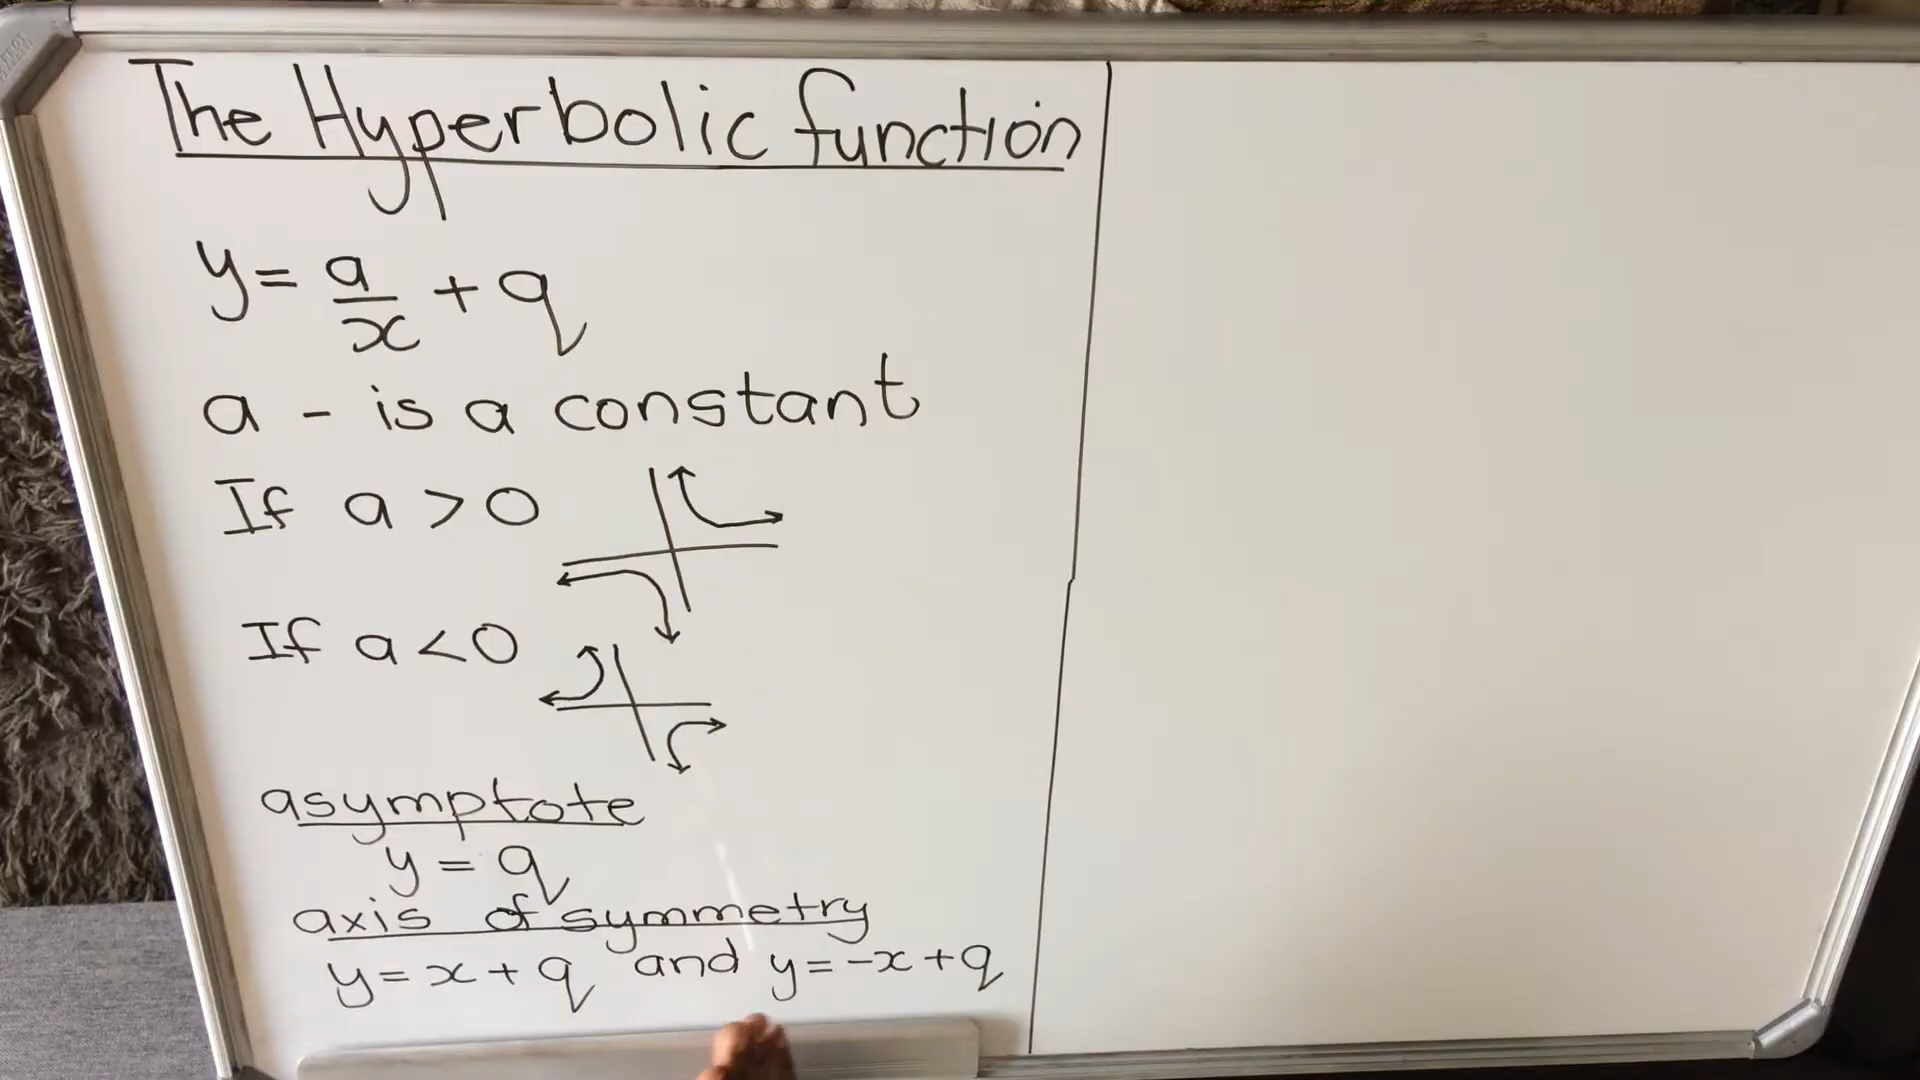 The Hyperbolic function
y = a/x + q
a - is a constant
If a > 0
If a < 0
asymptote
y = q
axis of symmetry
y = x + q and y = -x + q